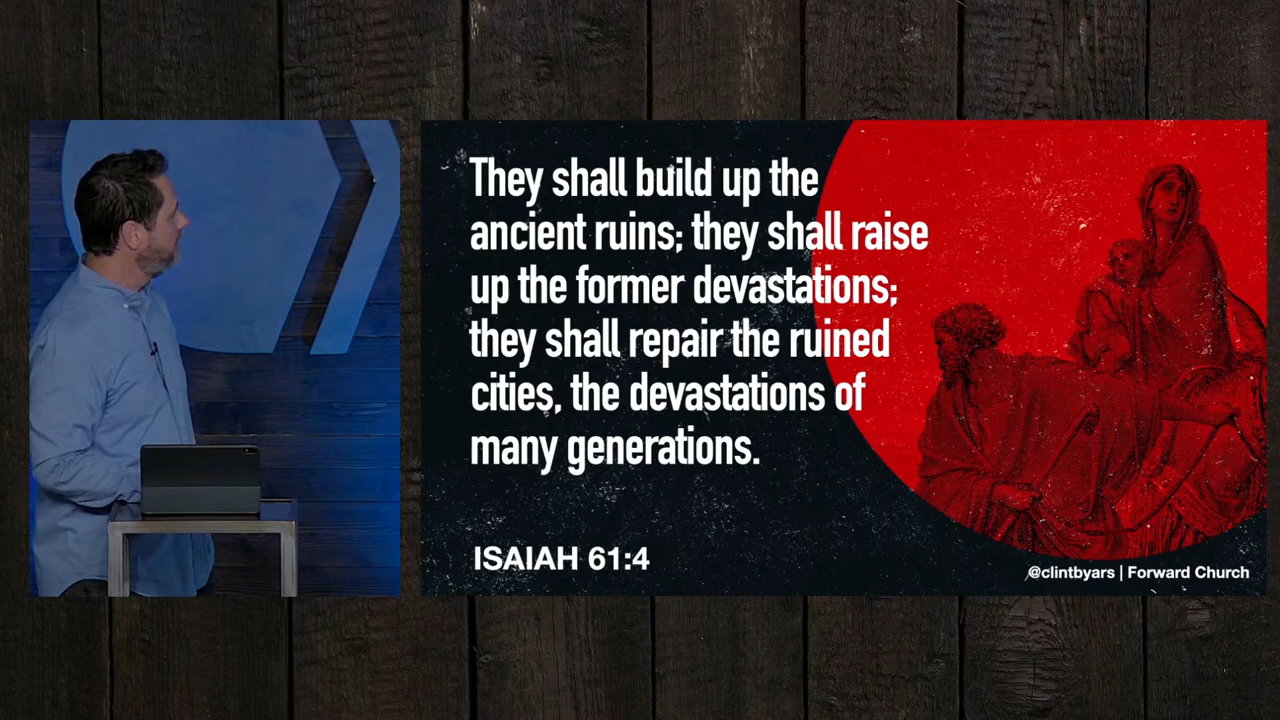 They shall build up the
ancient ruins; they shall raise
up the former devastations;
they shall repair the ruined
cities, the devastations of
many generations.
ISAIAH 61:4
@clintbyars | Forward Church